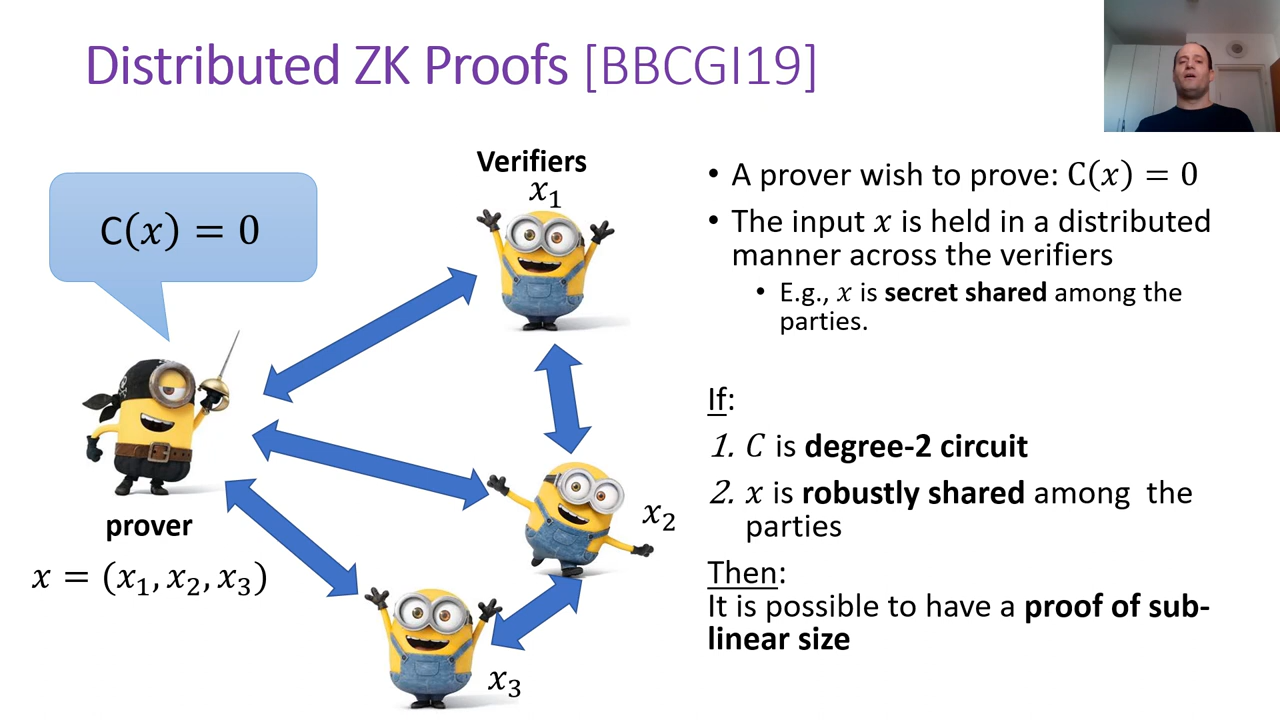 Distributed ZK Proofs [BBCGI19]
C(x) = 0
Verifiers
x₁
x₂
x₃
prover
x = (x₁, x₂, x₃)
• A prover wish to prove: C(x) = 0
• The input x is held in a distributed
manner across the verifiers
• E.g., x is secret shared among the
parties.
If:
1. C is degree-2 circuit
2. x is robustly shared among the
parties
Then:
It is possible to have a proof of sub-
linear size